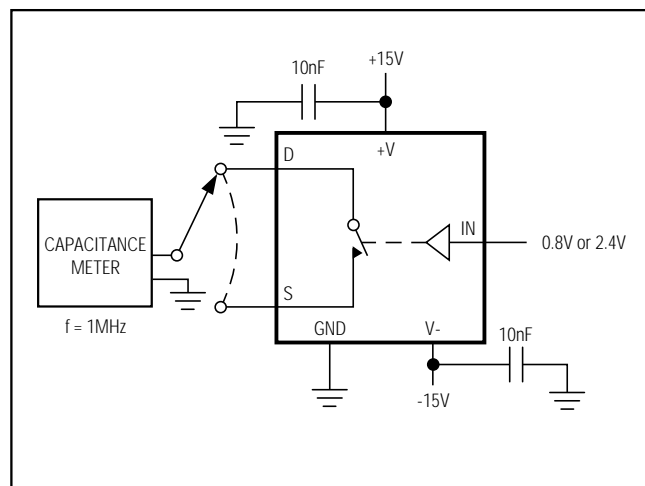 +15V
10nF
+V
D
CAPACITANCE
METER
IN
0.8V or 2.4V
S
f = 1MHz
GND
V-
10nF
-15V